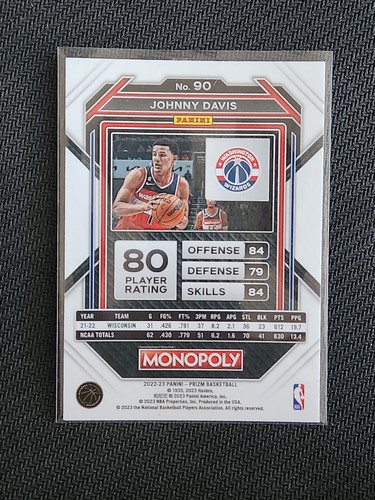 No. 90
JOHNNY DAVIS
PANINI
WASHINGTON
WIZARDS
80
PLAYER
RATING
OFFENSE 84
DEFENSE 79
SKILLS 84
YEAR TEAM G FG% FT% 3PM RPG APG STL BLK PTS PPG
21-22 WISCONSIN 31 .426 .791 37 8.2 2.1 36 23 612 19.7
NCAA TOTALS 62 .430 .779 51 6.2 1.6 70 41 830 13.4
MONOPOLY
2022-23 PANINI - PRIZM BASKETBALL
© 1935, 2023 Hasbro.
© 2023 Panini America, Inc.
© 2023 NBA Properties, Inc. Produced in the USA.
© 2023 the National Basketball Players Association. All rights reserved.